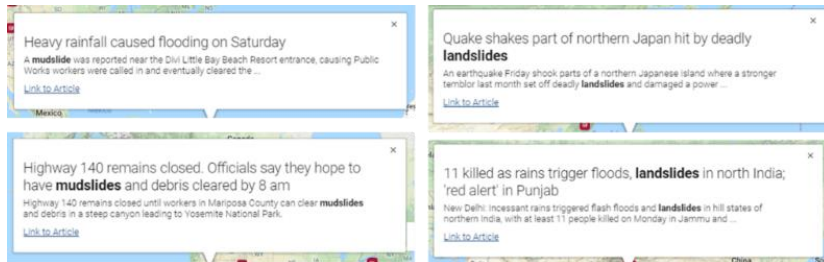 Heavy rainfall caused flooding on Saturday
A mudslide was reported near the Divi Little Bay Beach Resort entrance, causing Public
Works workers were called in and eventually cleared the ...
Link to Article
Mexico
Quake shakes part of northern Japan hit by deadly
landslides
An earthquake Friday shook parts of a northern Japanese island where a stronger
temblor last month set off deadly landslides and damaged a power ...
Link to Article
Canada
Highway 140 remains closed. Officials say they hope to
have mudslides and debris cleared by 8 am
Highway 140 remains closed until workers in Mariposa County can clear mudslides
and debris in a steep canyon leading to Yosemite National Park.
Link to Article
11 killed as rains trigger floods, landslides in north India;
'red alert' in Punjab
New Delhi: Incessant rains triggered flash floods and landslides in hill states of
northern India, with at least 11 people killed on Monday in Jammu and ...
Link to Article
China